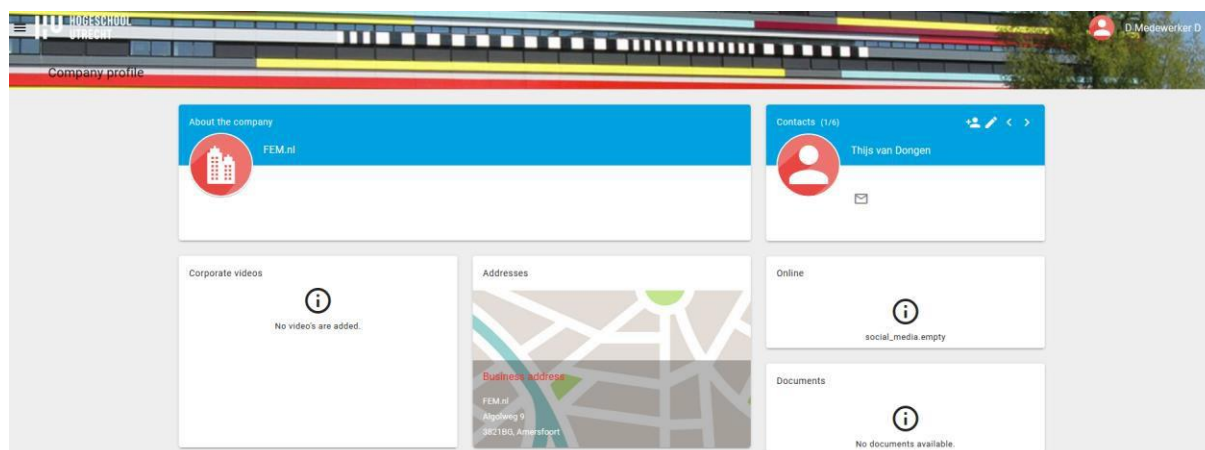 HOGESCHOOL
UTRECHT
D Medewerker D
Company profile
About the company
FEM.nl
Contacts (1/6)
Thijs van Dongen
Corporate videos
No video's are added.
Addresses
Business address
FEM.nl
Algolweg 9
3821BG, Amersfoort
Online
social_media.empty
Documents
No documents available.